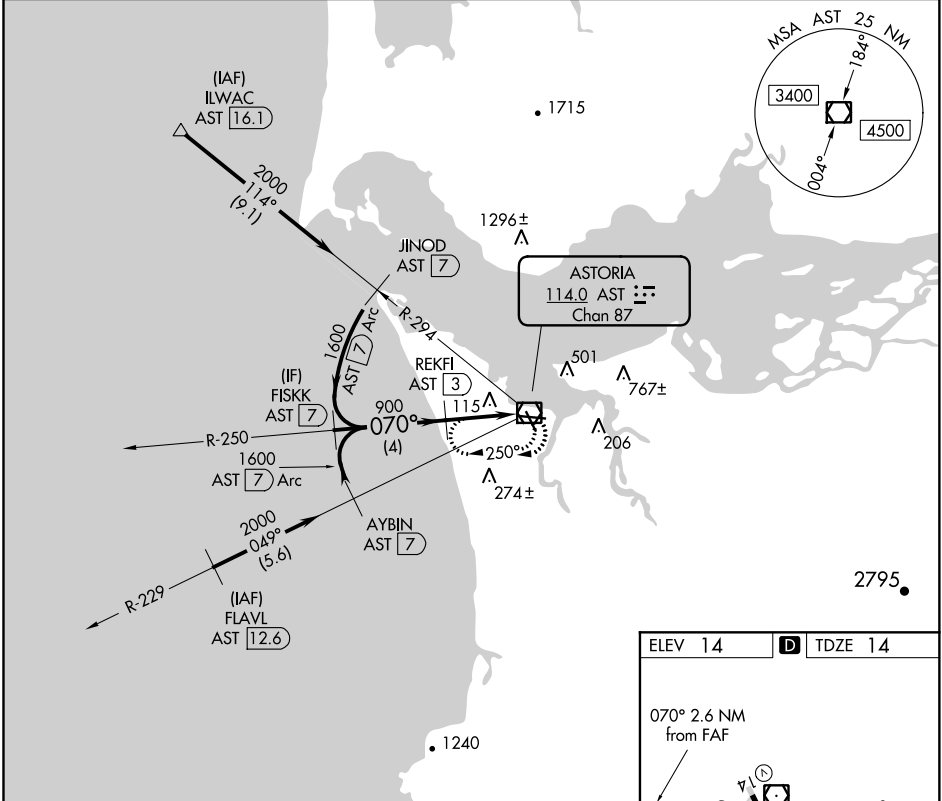 MSA AST 25 NM
184°
3400
4500
004°
(IAF)
ILWAC
AST 16.1
2000
114°
(9.1)
1715
1296±
JINOD
AST 7
ASTORIA
114.0 AST
Chan 87
R-294
1600
AST 7 Arc
REKFI
AST 3
115
501
767±
206
(IF)
FISKK
AST 7
900
070°
(4)
R-250
250°
274±
1600
AST 7 Arc
AYBIN
AST 7
2000
049°
(5.6)
R-229
(IAF)
FLAVL
AST 12.6
2795
1240
ELEV 14
D
TDZE 14
070° 2.6 NM
from FAF
14
V